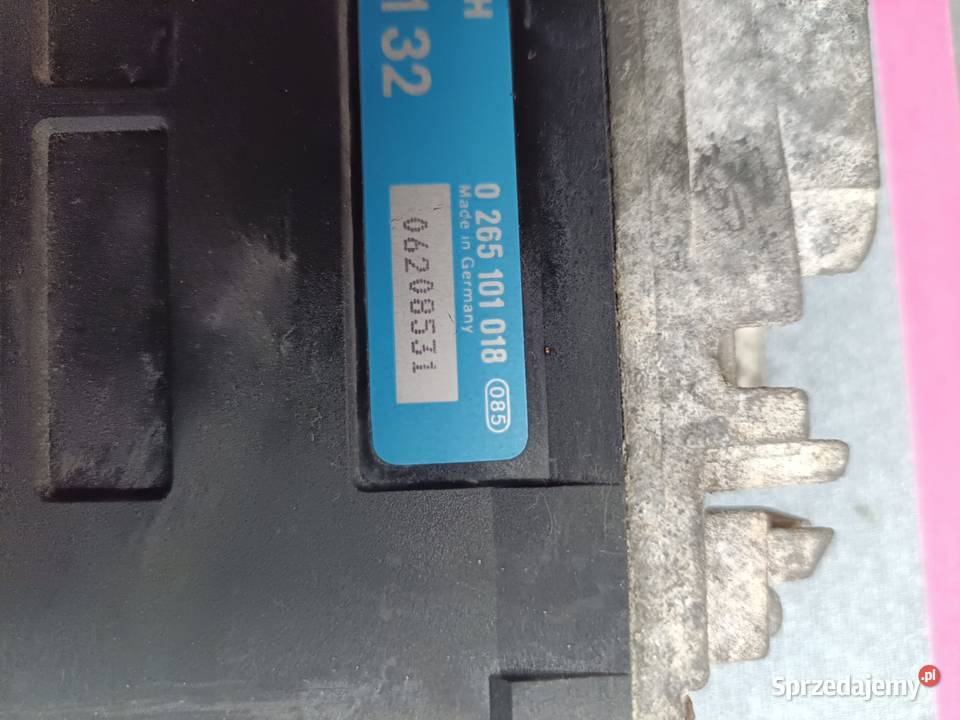 H
132
0 265 101 018 085
Made in Germany
06208531
Sprzedajemy.pl